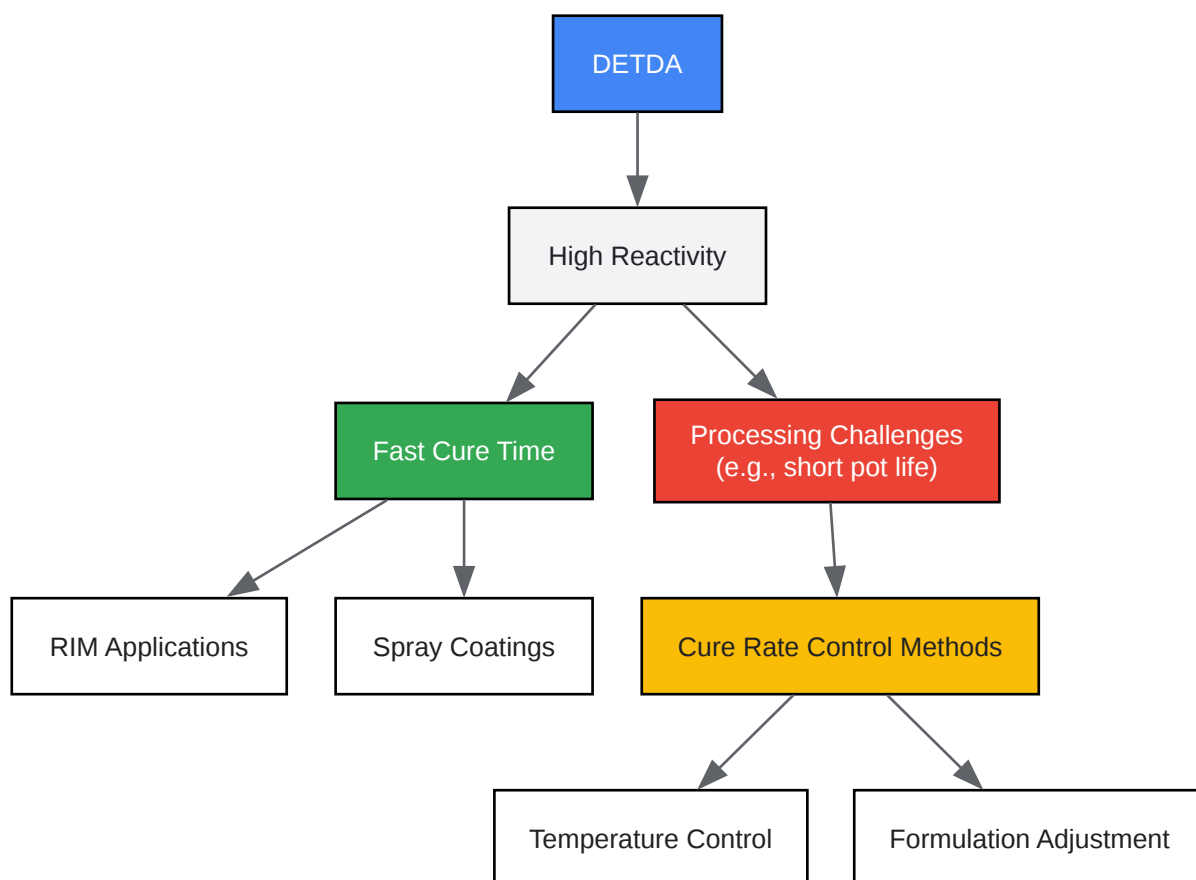 DETDA
High Reactivity
Fast Cure Time
Processing Challenges
(e.g., short pot life)
RIM Applications
Spray Coatings
Cure Rate Control Methods
Temperature Control
Formulation Adjustment